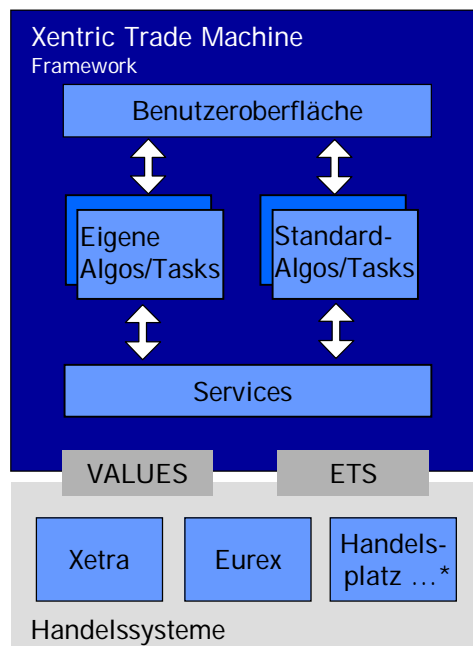 Xentric Trade Machine
Framework
Benutzeroberfläche
Eigene
Algos/Tasks
Standard-
Algos/Tasks
Services
VALUES
ETS
Xetra
Eurex
Handels-
platz ...*
Handelssysteme